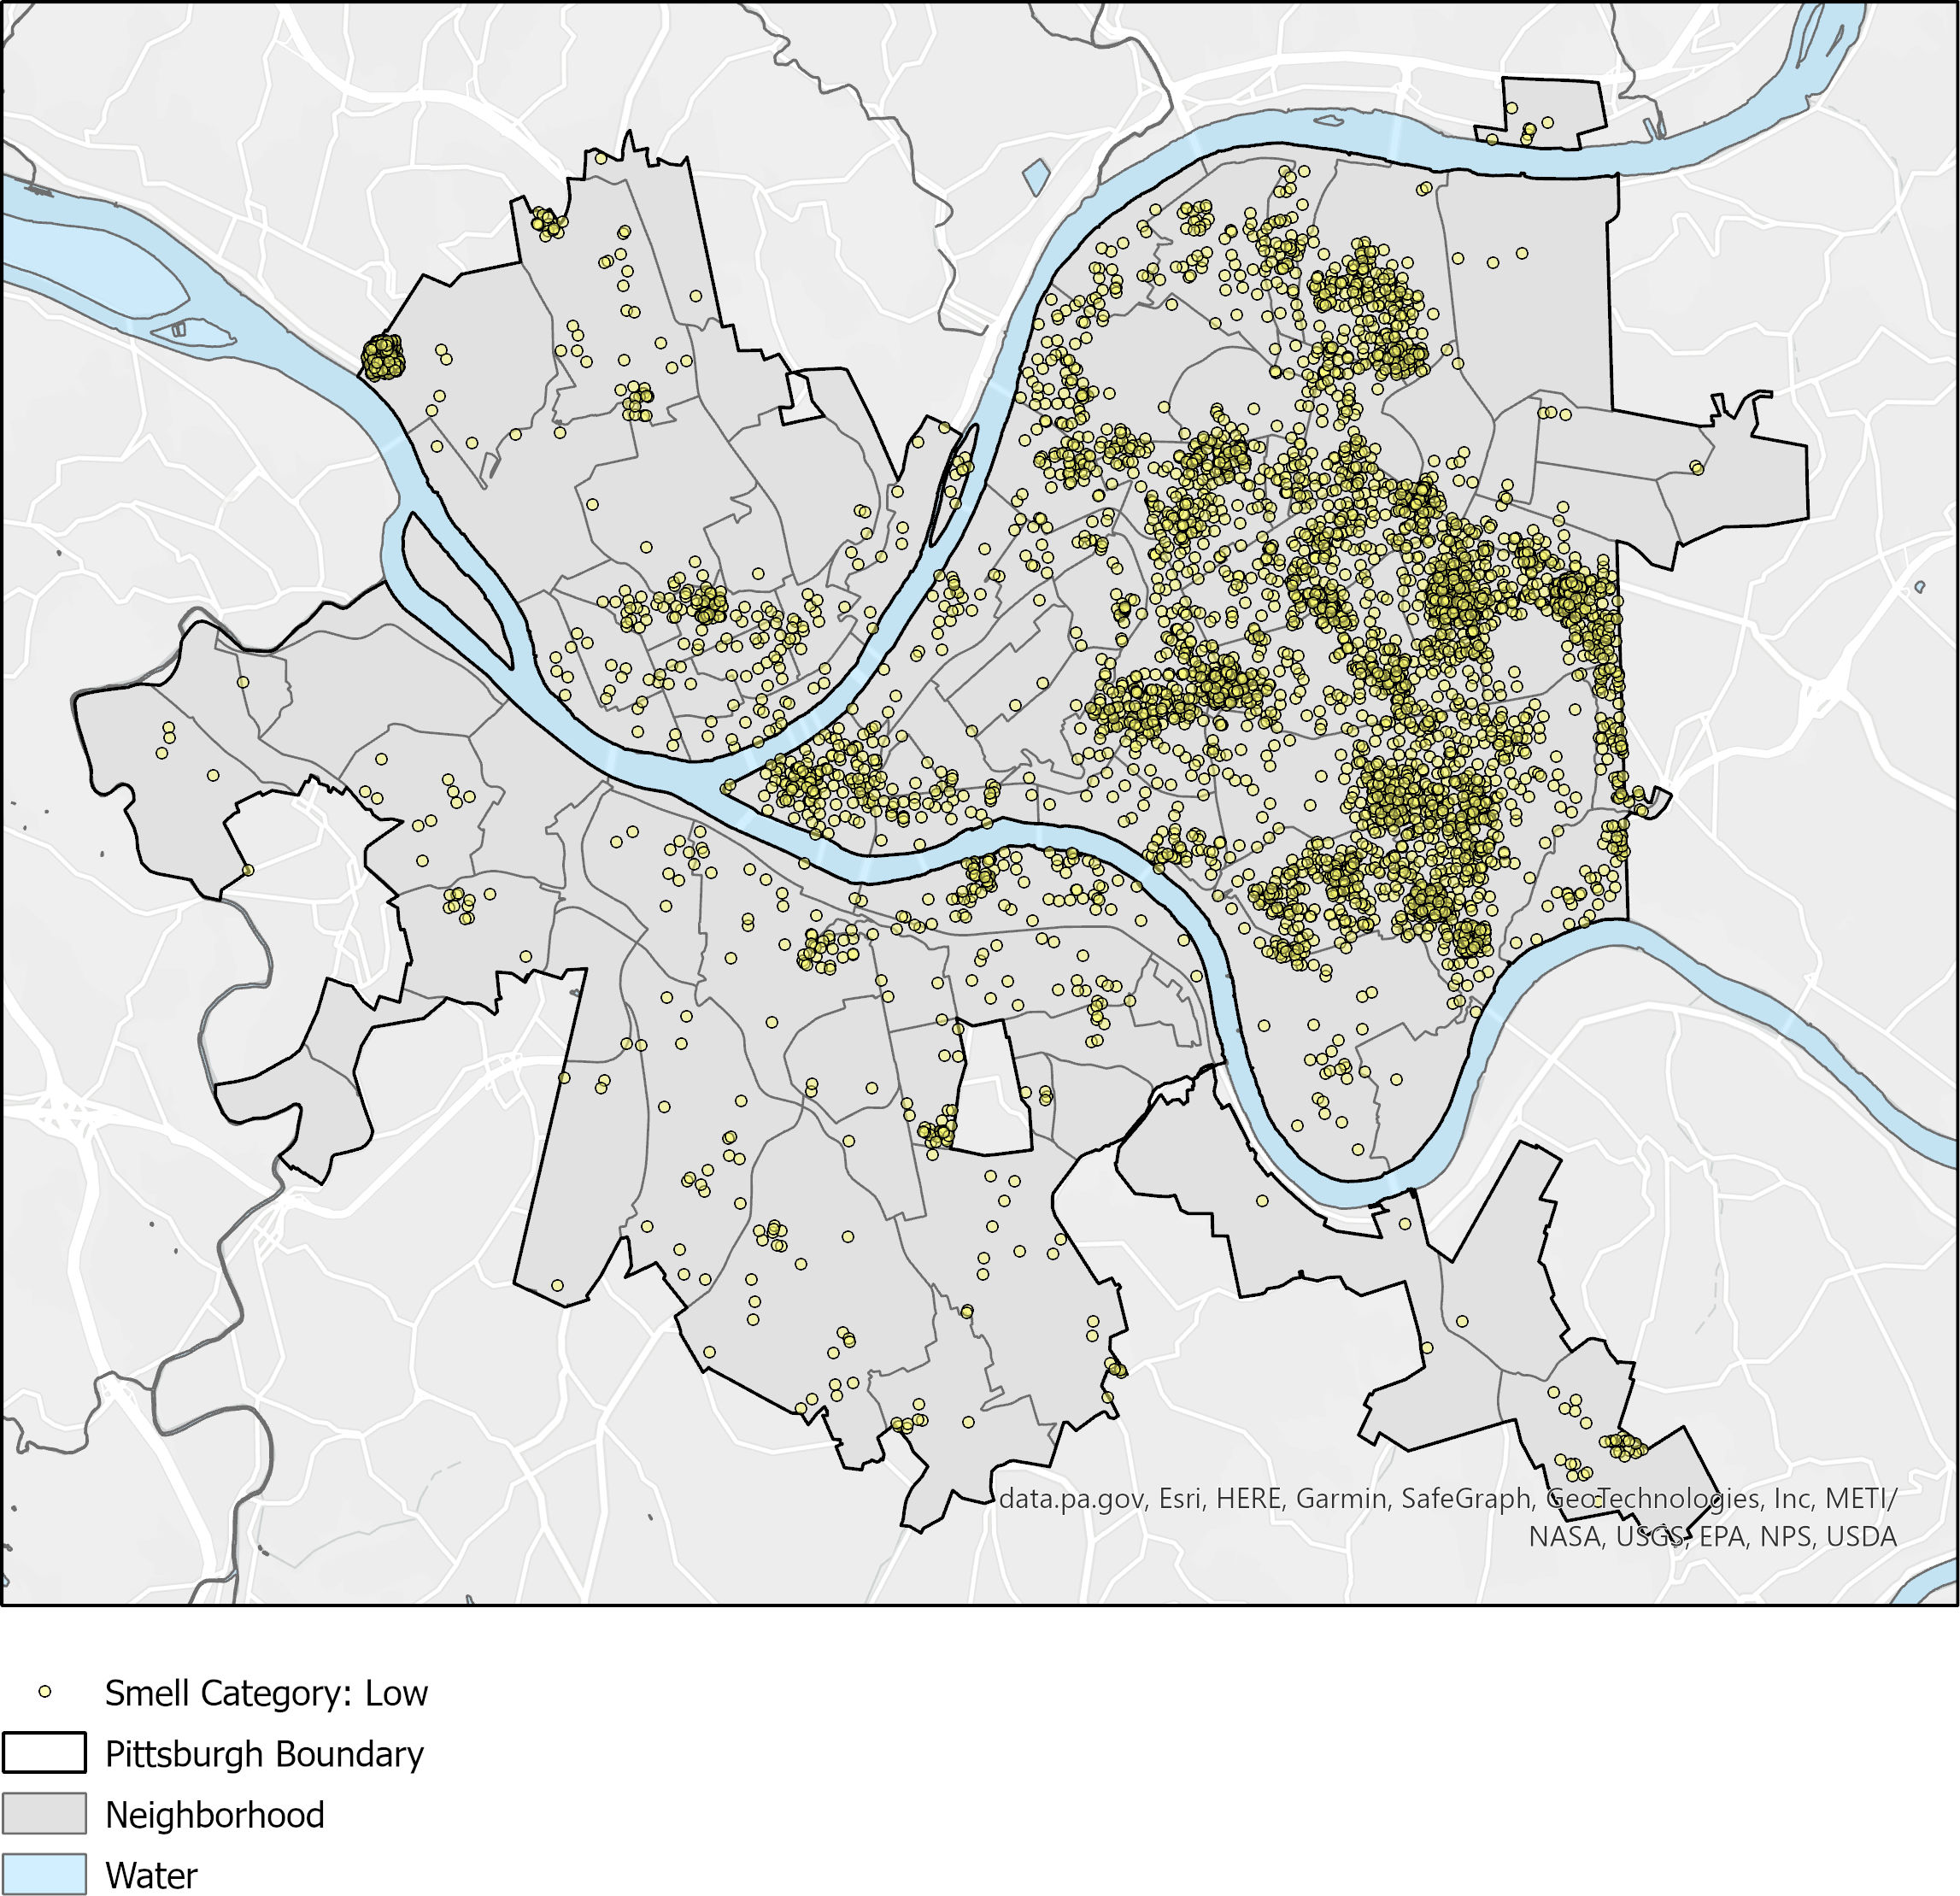 data.pa.gov, Esri, HERE, Garmin, SafeGraph, GeoTechnologies, Inc, METI/
NASA, USGS, EPA, NPS, USDA
Smell Category: Low
Pittsburgh Boundary
Neighborhood
Water